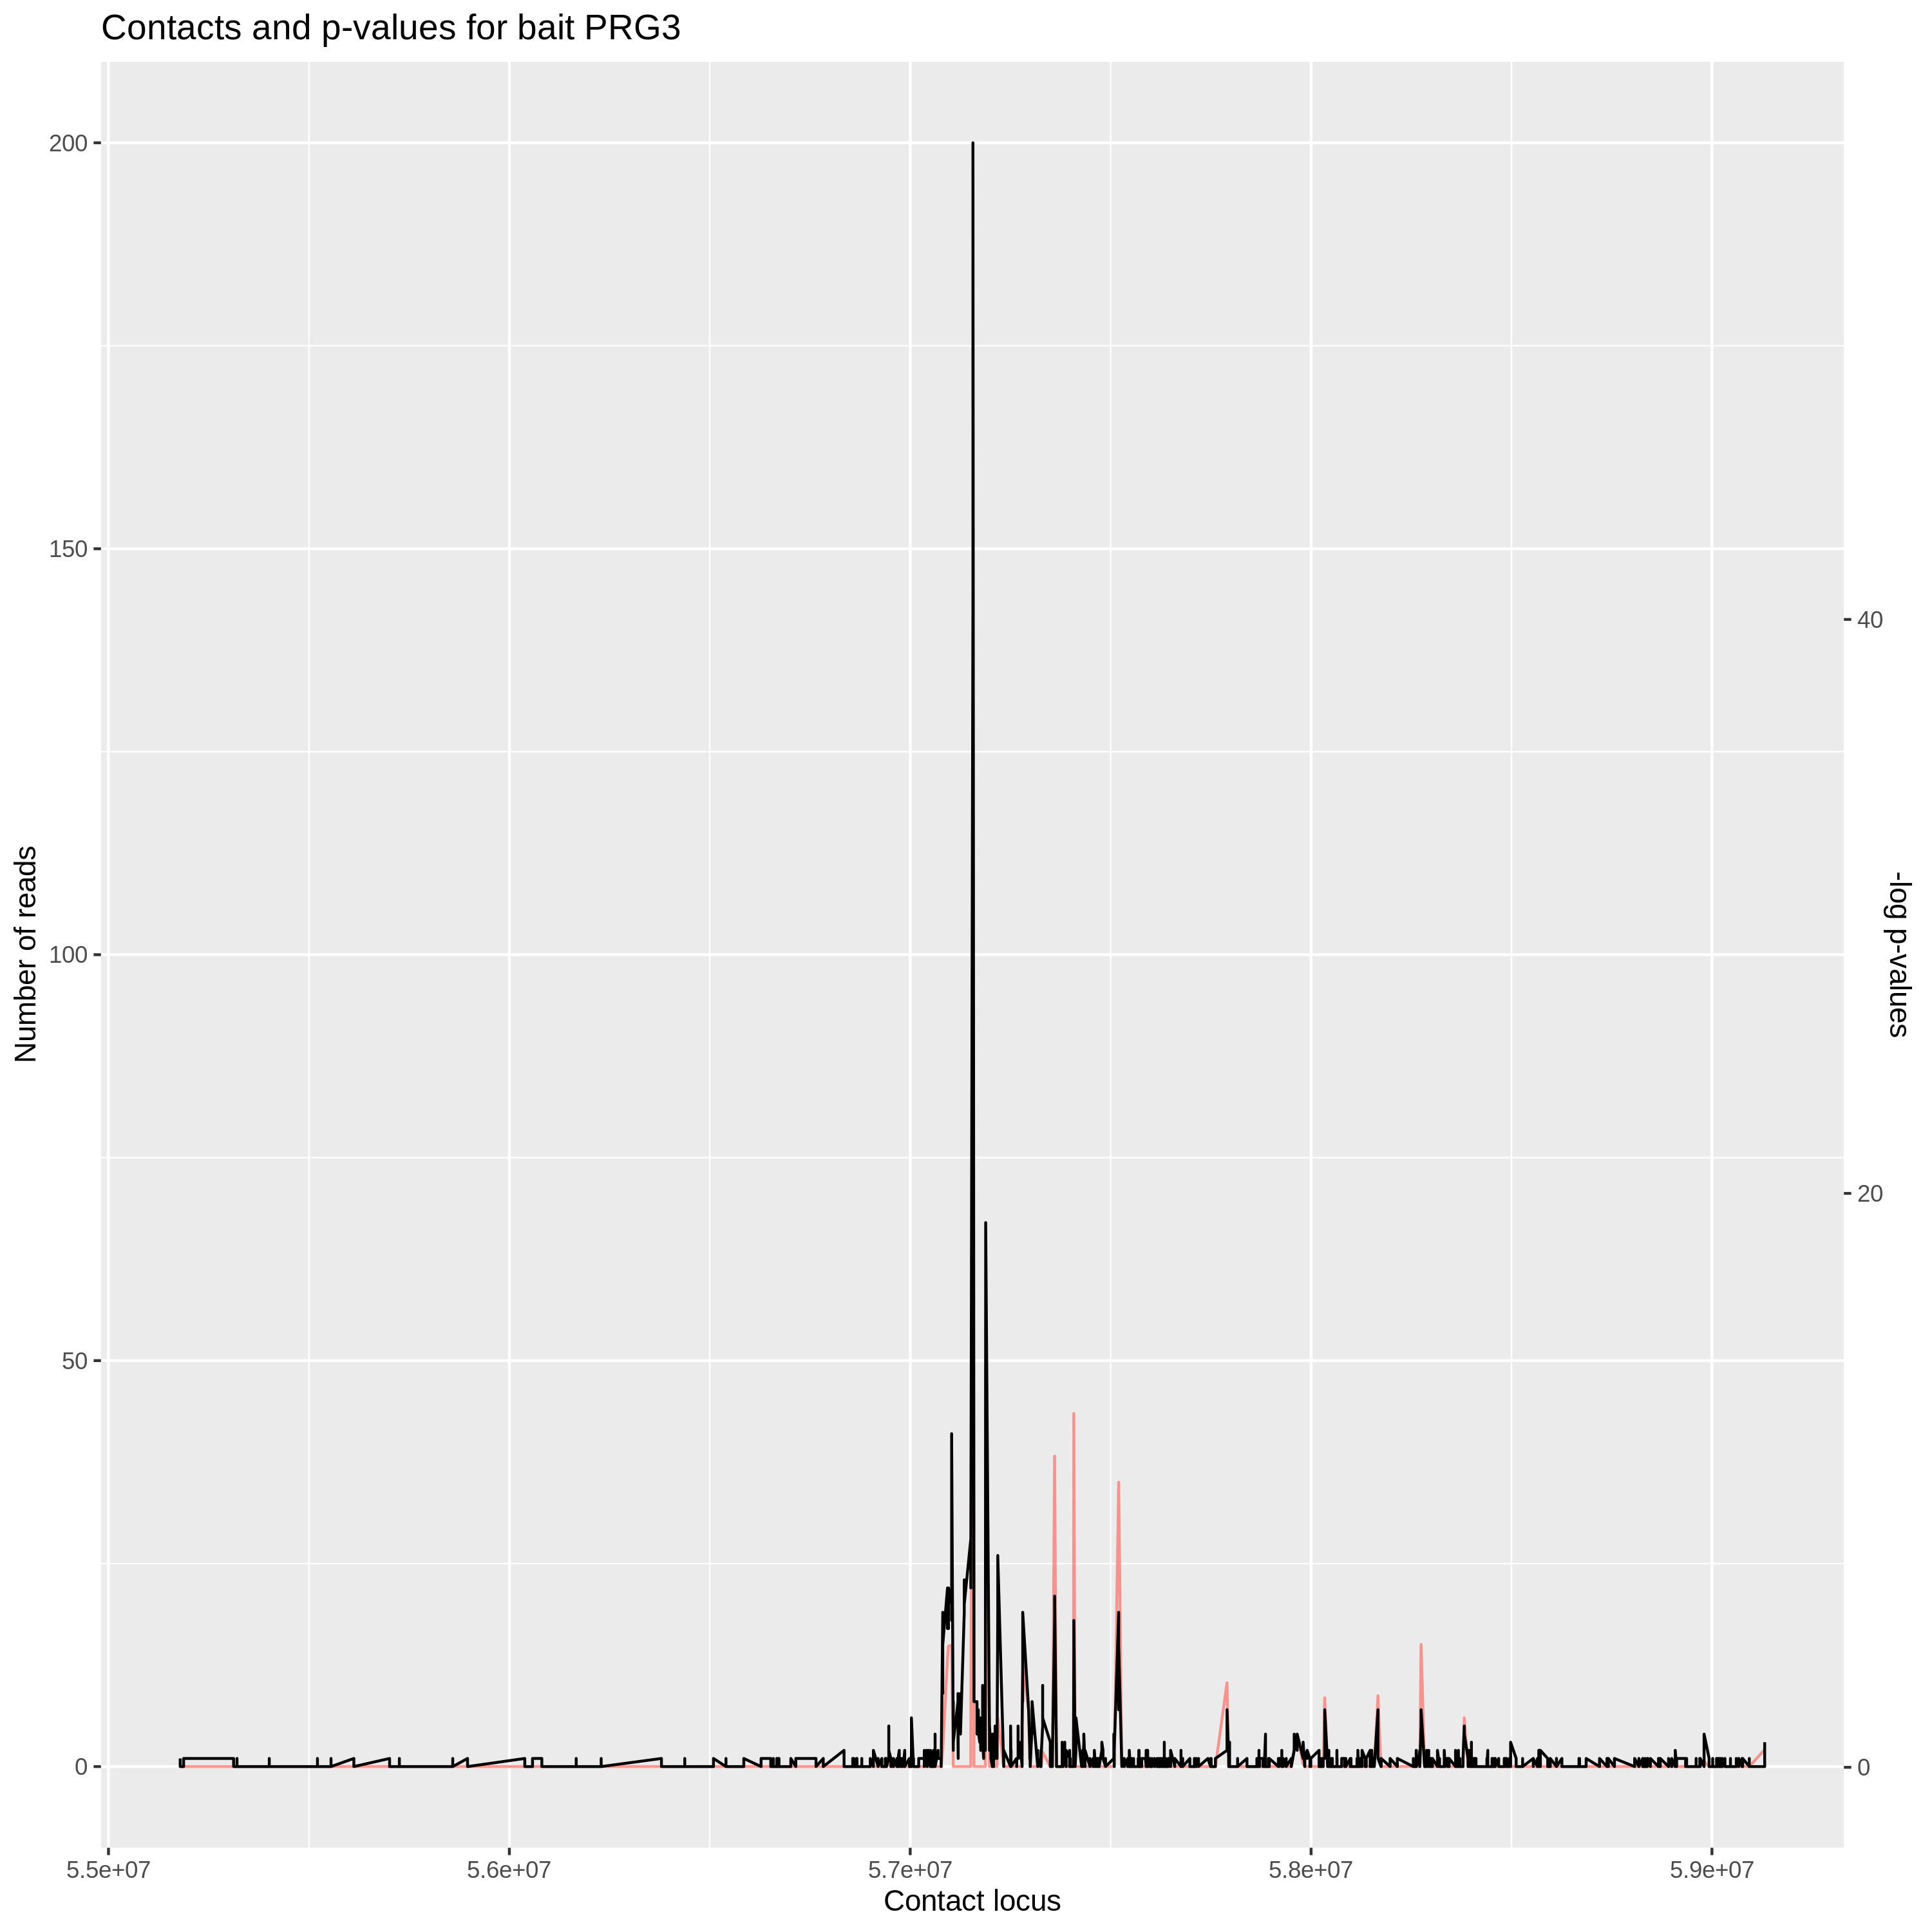 Contacts and p-values for bait PRG3
200
150
100
50
0
Number of reads
40
20
0
-log p-values
5.5e+07
5.6e+07
5.7e+07
5.8e+07
5.9e+07
Contact locus